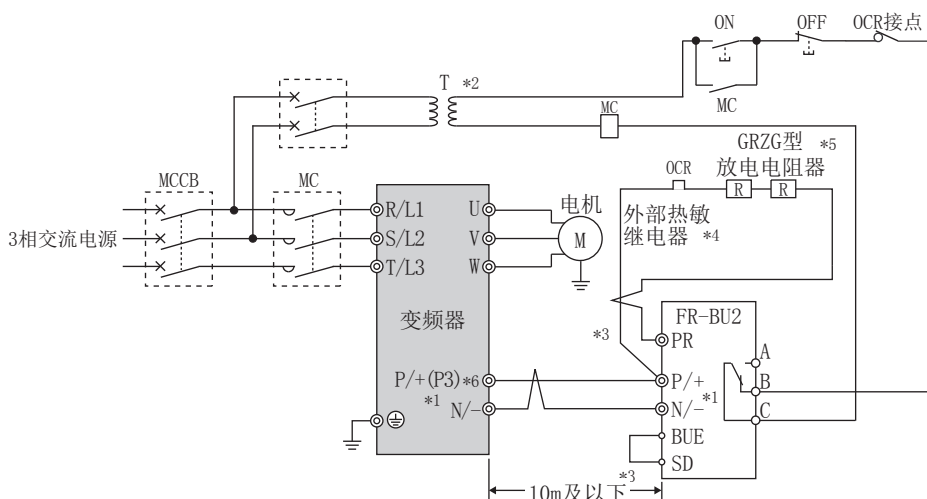 ON
OFF
OCR接点
T *2
MC
MC
GRZG型 *5
放电电阻器
OCR
R
R
MCCB
MC
外部热敏
继电器 *4
电机
M
3相交流电源
R/L1
S/L2
T/L3
U
V
W
变频器
FR-BU2
*3
PR
A
P/+(P3)*6
P/+
B
*1
N/-
N/-
*1
C
BUE
SD
*3
10m及以下